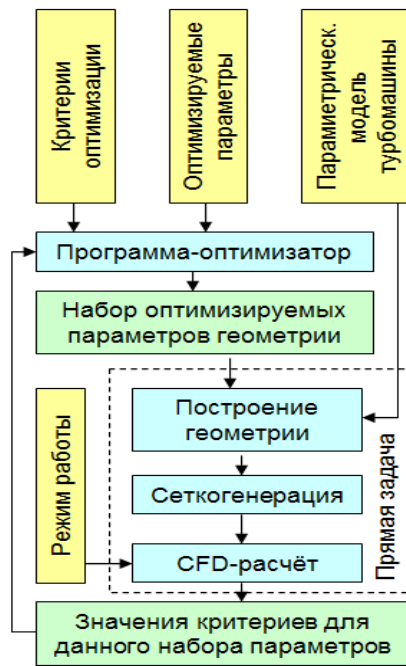 Критерии
оптимизации
Оптимизируемые
параметры
Параметрическ.
модель
турбомашины
Программа-оптимизатор
Набор оптимизируемых
параметров геометрии
Построение
геометрии
Сеткогенерация
CFD-расчёт
Режим работы
Прямая задача
Значения критериев для
данного набора параметров